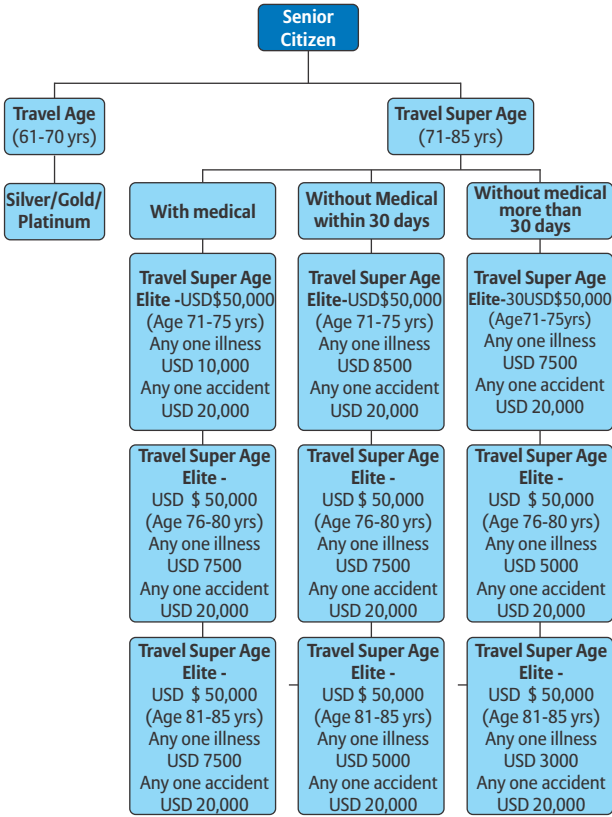 Senior
Citizen
Travel Age
(61-70 yrs)
Travel Super Age
(71-85 yrs)
Silver/Gold/
Platinum
With medical
Without Medical
within 30 days
Without medical
more than
30 days
Travel Super Age
Elite -USD$50,000
(Age 71-75 yrs)
Any one illness
USD 10,000
Any one accident
USD 20,000
Travel Super Age
Elite-USD$50,000
(Age 71-75 yrs)
Any one illness
USD 8500
Any one accident
USD 20,000
Travel Super Age
Elite-30USD$50,000
(Age71-75yrs)
Any one illness
USD 7500
Any one accident
USD 20,000
Travel Super Age
Elite -
USD $ 50,000
(Age 76-80 yrs)
Any one illness
USD 7500
Any one accident
USD 20,000
Travel Super Age
Elite -
USD $ 50,000
(Age 76-80 yrs)
Any one illness
USD 7500
Any one accident
USD 20,000
Travel Super Age
Elite -
USD $ 50,000
(Age 76-80 yrs)
Any one illness
USD 5000
Any one accident
USD 20,000
Travel Super Age
Elite -
USD $ 50,000
(Age 81-85 yrs)
Any one illness
USD 7500
Any one accident
USD 20,000
Travel Super Age
Elite -
USD $ 50,000
(Age 81-85 yrs)
Any one illness
USD 5000
Any one accident
USD 20,000
Travel Super Age
Elite -
USD $ 50,000
(Age 81-85 yrs)
Any one illness
USD 3000
Any one accident
USD 20,000